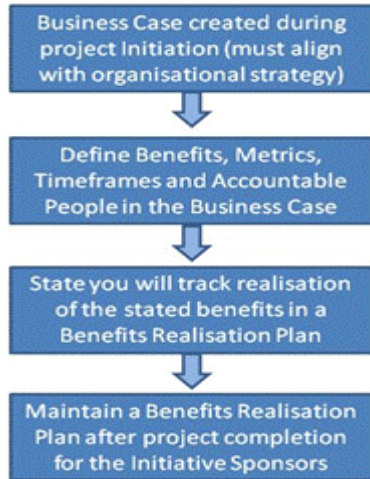 Business Case created during
project Initiation (must align
with organisational strategy)
Define Benefits, Metrics,
Timeframes and Accountable
People in the Business Case
State you will track realisation
of the stated benefits in a
Benefits Realisation Plan
Maintain a Benefits Realisation
Plan after project completion
for the Initiative Sponsors